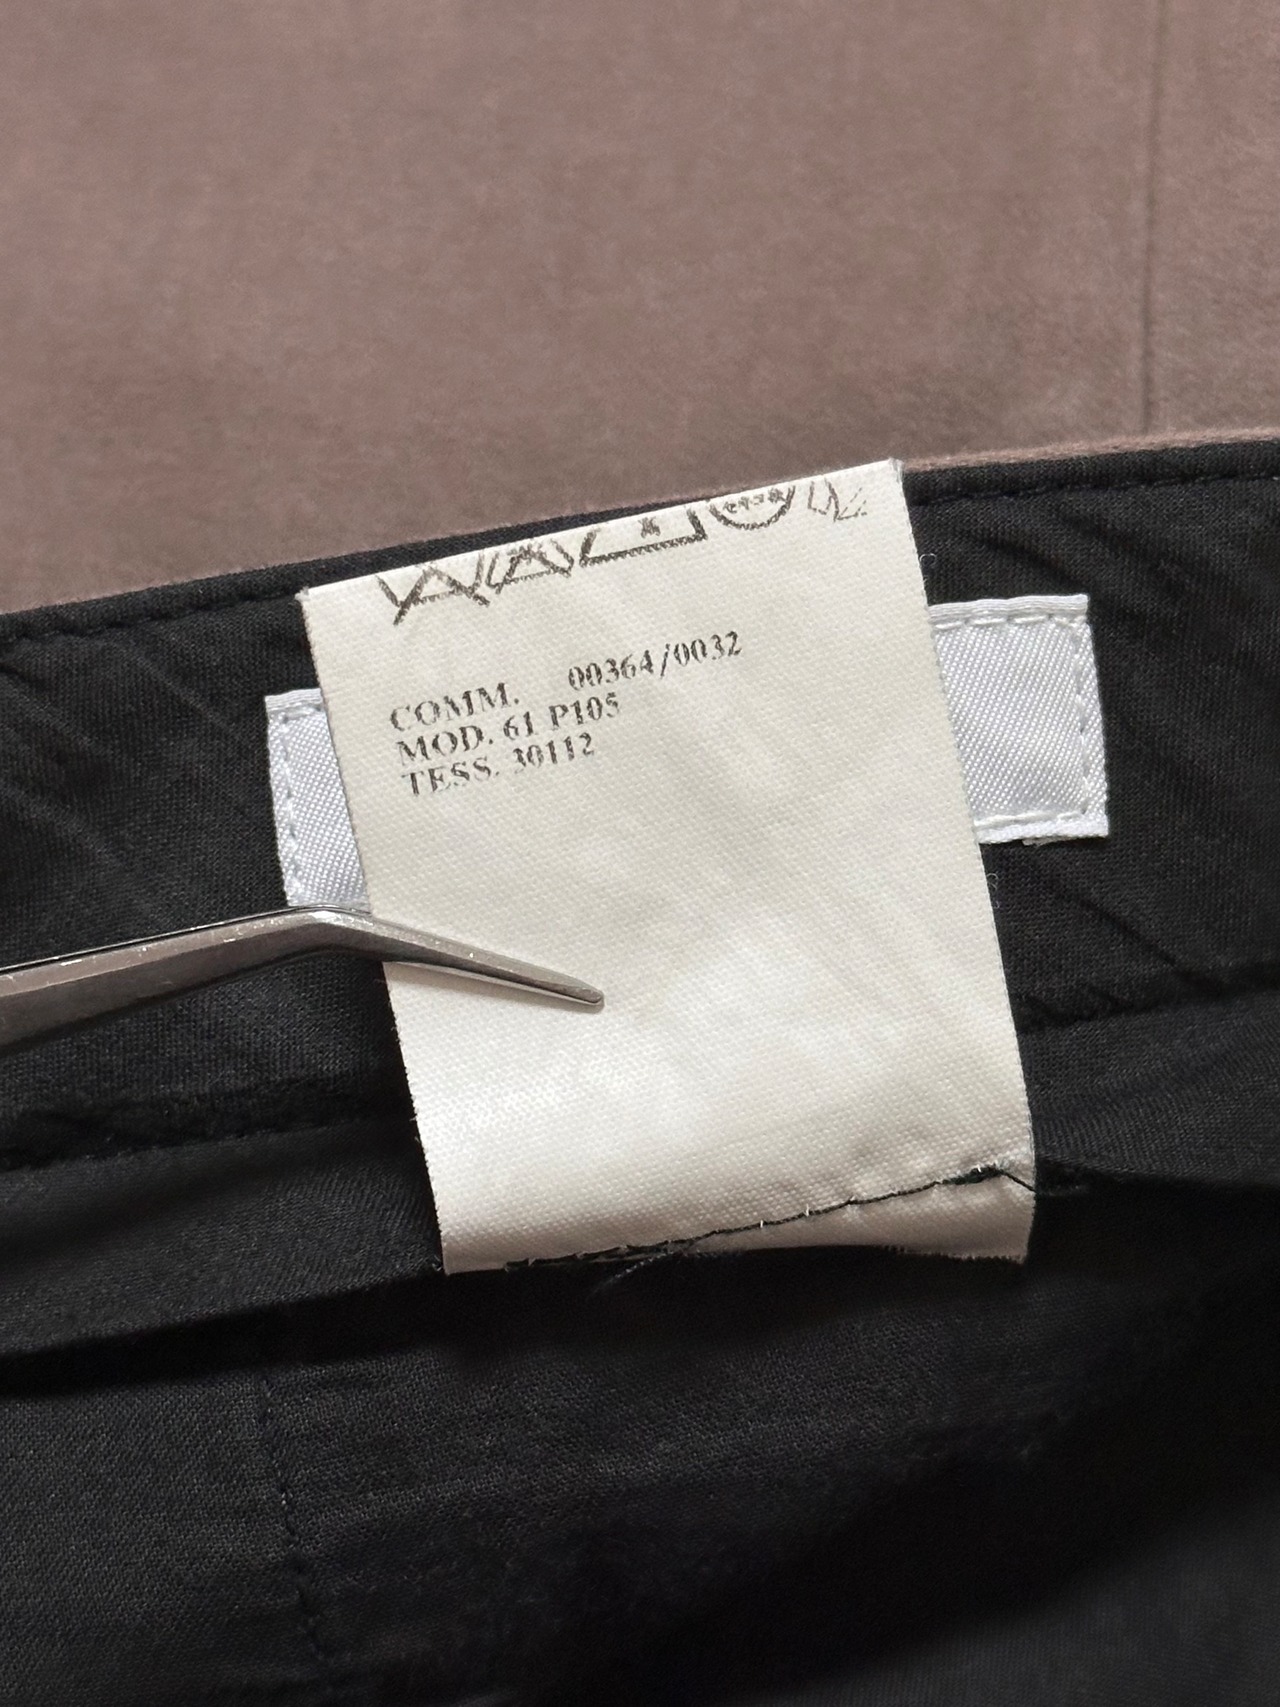 COMM. 00364/0032
MOD. 61 P105
TESS. 30112